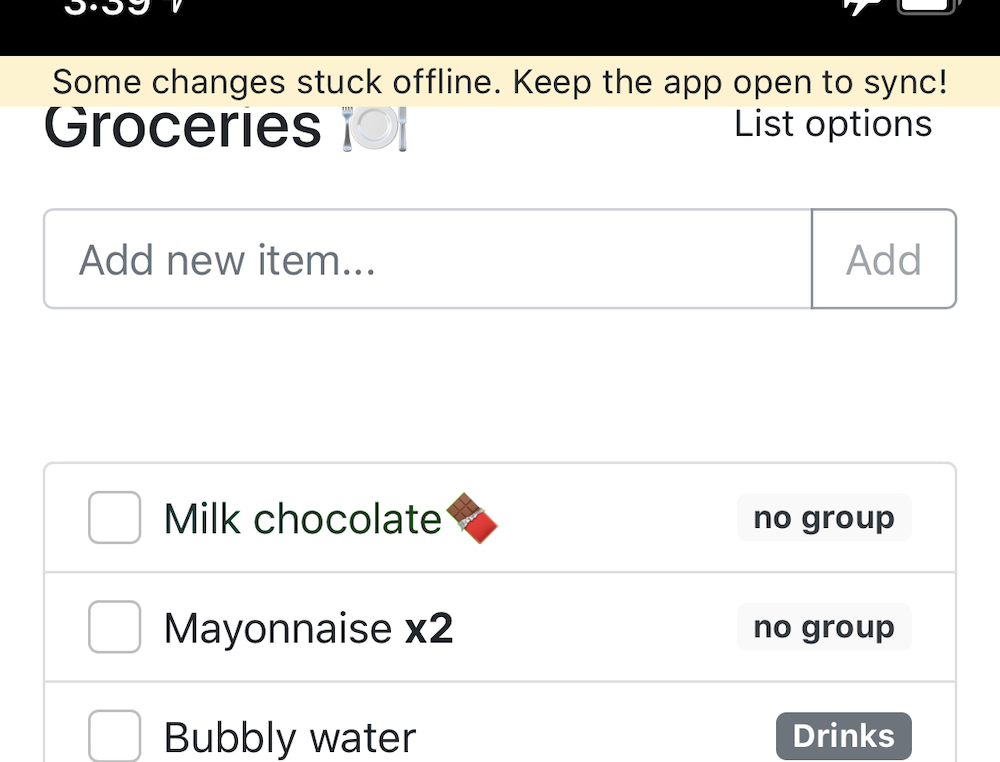 3:39
Some changes stuck offline. Keep the app open to sync!
Groceries 🍽️
List options
Add new item...
Add
Milk chocolate🍫
no group
Mayonnaise x2
no group
Bubbly water
Drinks